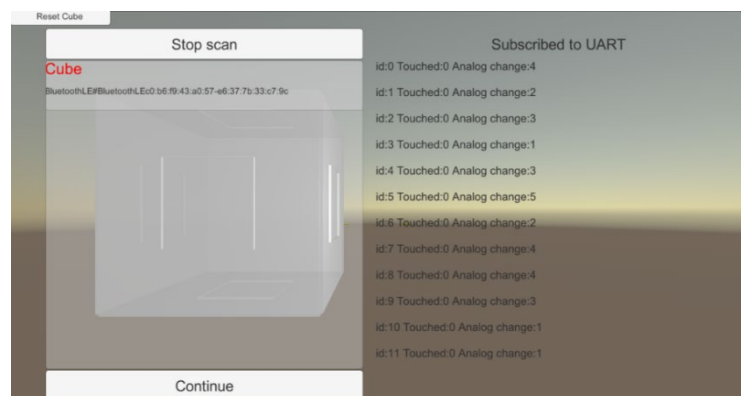 Reset Cube
Stop scan
Cube
BluetoothLE#BluetoothLEc0:b6:f9:43:a0:57-e6:37:7b:33:c7:9c
Continue
Subscribed to UART
id:0 Touched:0 Analog change:4
id:1 Touched:0 Analog change:2
id:2 Touched:0 Analog change:3
id:3 Touched:0 Analog change:1
id:4 Touched:0 Analog change:3
id:5 Touched:0 Analog change:5
id:6 Touched:0 Analog change:2
id:7 Touched:0 Analog change:4
id:8 Touched:0 Analog change:4
id:9 Touched:0 Analog change:3
id:10 Touched:0 Analog change:1
id:11 Touched:0 Analog change:1